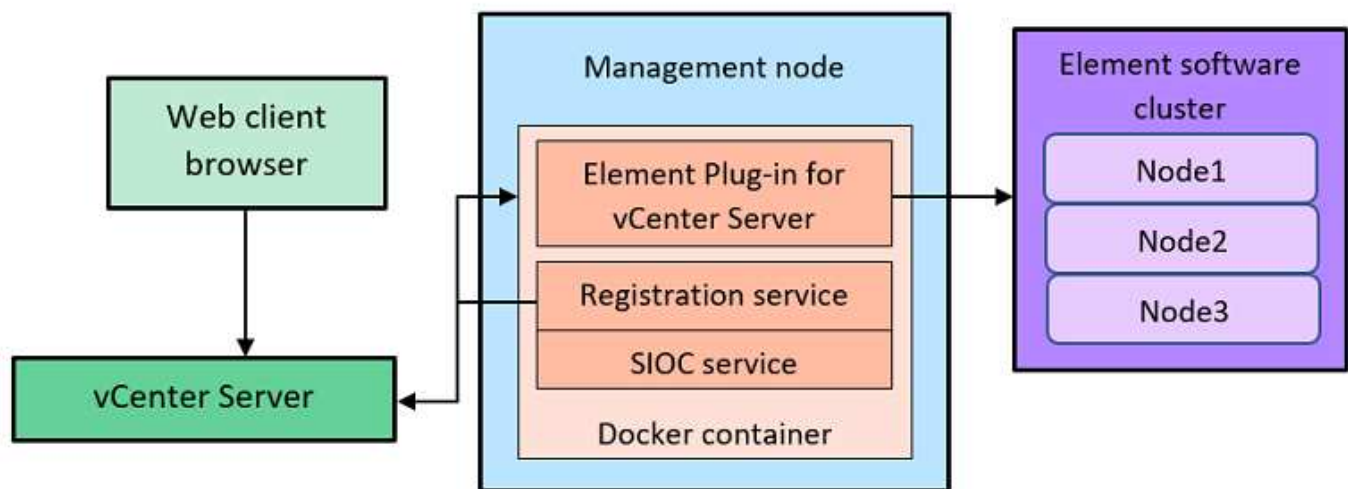 Web client
browser
vCenter Server
Management node
Element Plug-in for
vCenter Server
Registration service
SIOC service
Docker container
Element software
cluster
Node1
Node2
Node3